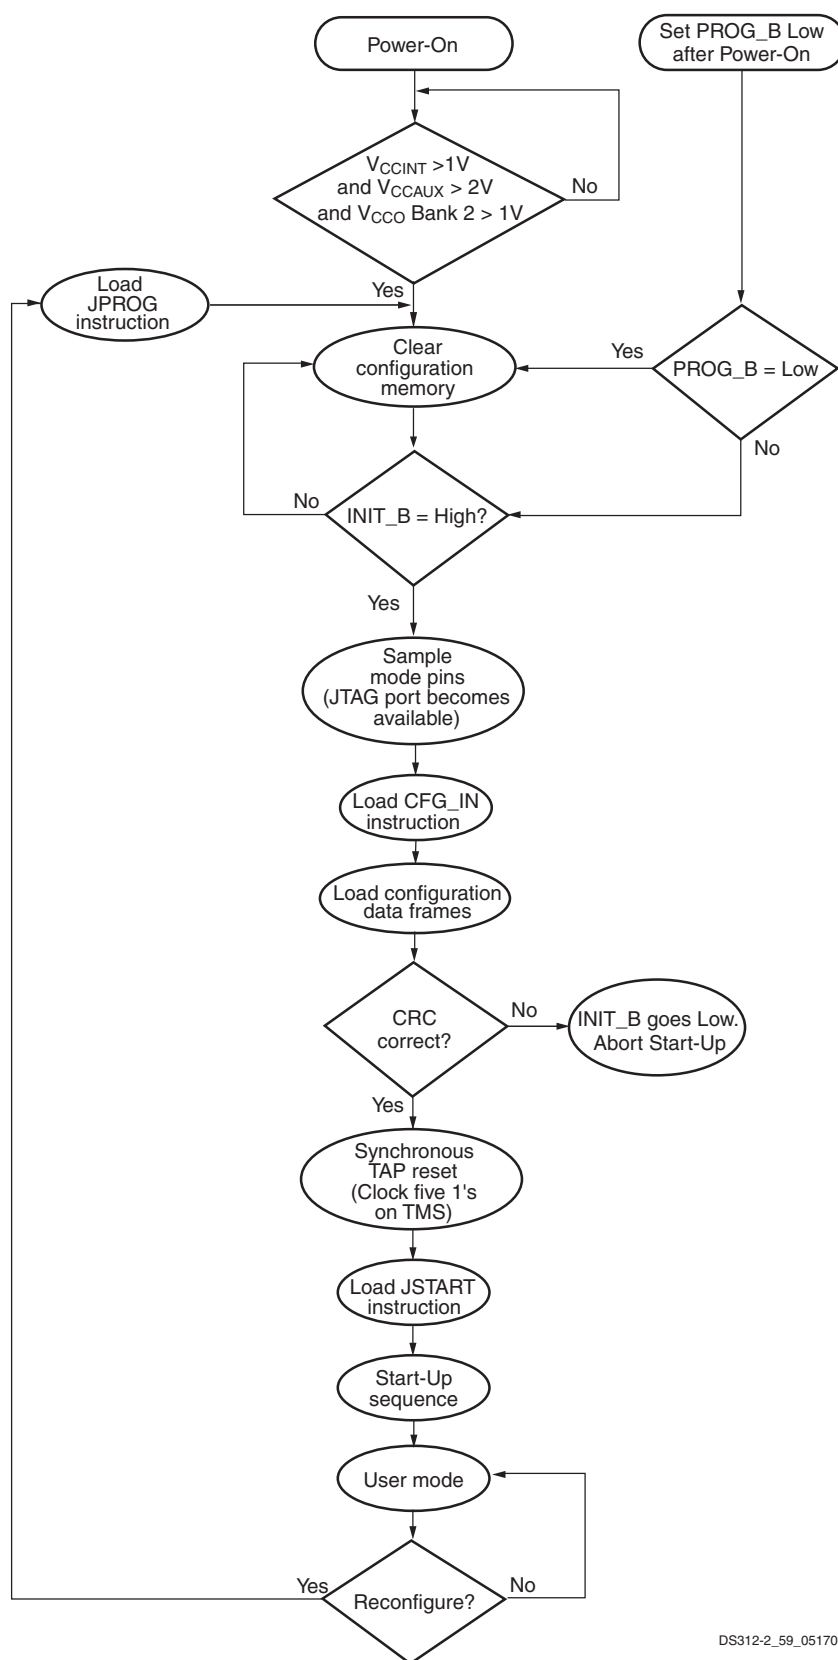 Power-On
Set PROG_B Low
after Power-On
VCCINT >1V
and VCCAUX > 2V
and VCCO Bank 2 > 1V
No
Yes
Load
JPROG
instruction
Clear
configuration
memory
Yes
PROG_B = Low
No
No
INIT_B = High?
Yes
Sample
mode pins
(JTAG port becomes
available)
Load CFG_IN
instruction
Load configuration
data frames
CRC
correct?
No
INIT_B goes Low.
Abort Start-Up
Yes
Synchronous
TAP reset
(Clock five 1's
on TMS)
Load JSTART
instruction
Start-Up
sequence
User mode
Yes
Reconfigure?
No
DS312-2_59_05170